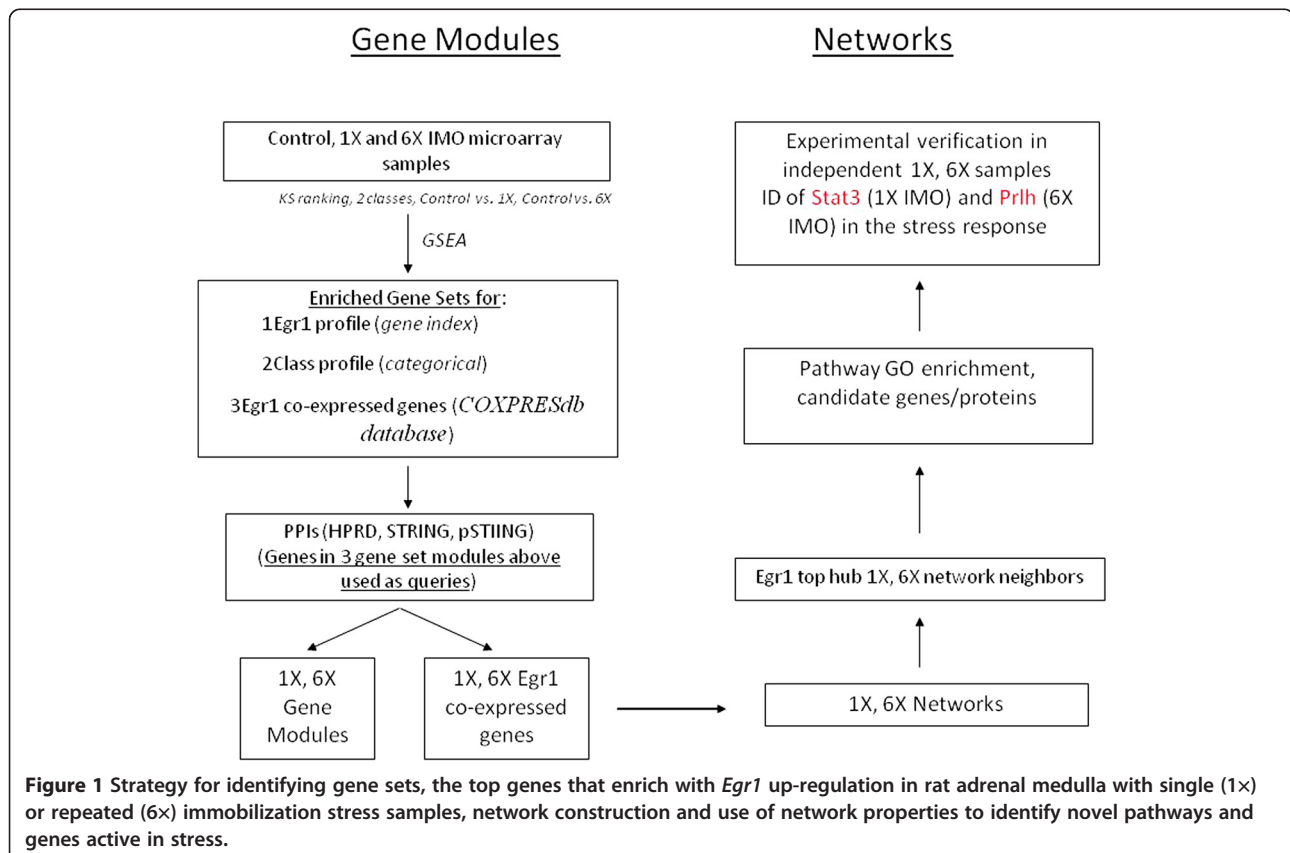 Gene Modules
Control, 1X and 6X IMO microarray
samples
KS ranking, 2 classes, Control vs. 1X, Control vs. 6X
GSEA
Enriched Gene Sets for:
1Egr1 profile (gene index)
2Class profile (categorical)
3Egr1 co-expressed genes (COXPRESdb
database)
PPIs (HPRD, STRING, pSTIING)
(Genes in 3 gene set modules above
used as queries)
1X, 6X
Gene
Modules
1X, 6X Egr1
co-expressed
genes
Networks
Experimental verification in
independent 1X, 6X samples
ID of Stat3 (1X IMO) and Prlh (6X
IMO) in the stress response
Pathway GO enrichment,
candidate genes/proteins
Egr1 top hub 1X, 6X network neighbors
1X, 6X Networks
Figure 1 Strategy for identifying gene sets, the top genes that enrich with Egr1 up-regulation in rat adrenal medulla with single (1×)
or repeated (6×) immobilization stress samples, network construction and use of network properties to identify novel pathways and
genes active in stress.